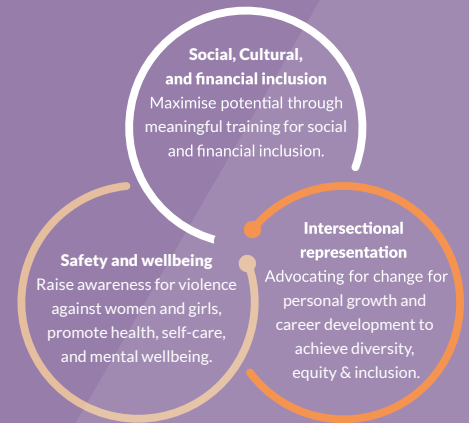 Social, Cultural,
and financial inclusion
Maximise potential through
meaningful training for social
and financial inclusion.
Safety and wellbeing
Raise awareness for violence
against women and girls,
promote health, self-care,
and mental wellbeing.
Intersectional
representation
Advocating for change for
personal growth and
career development to
achieve diversity,
equity & inclusion.